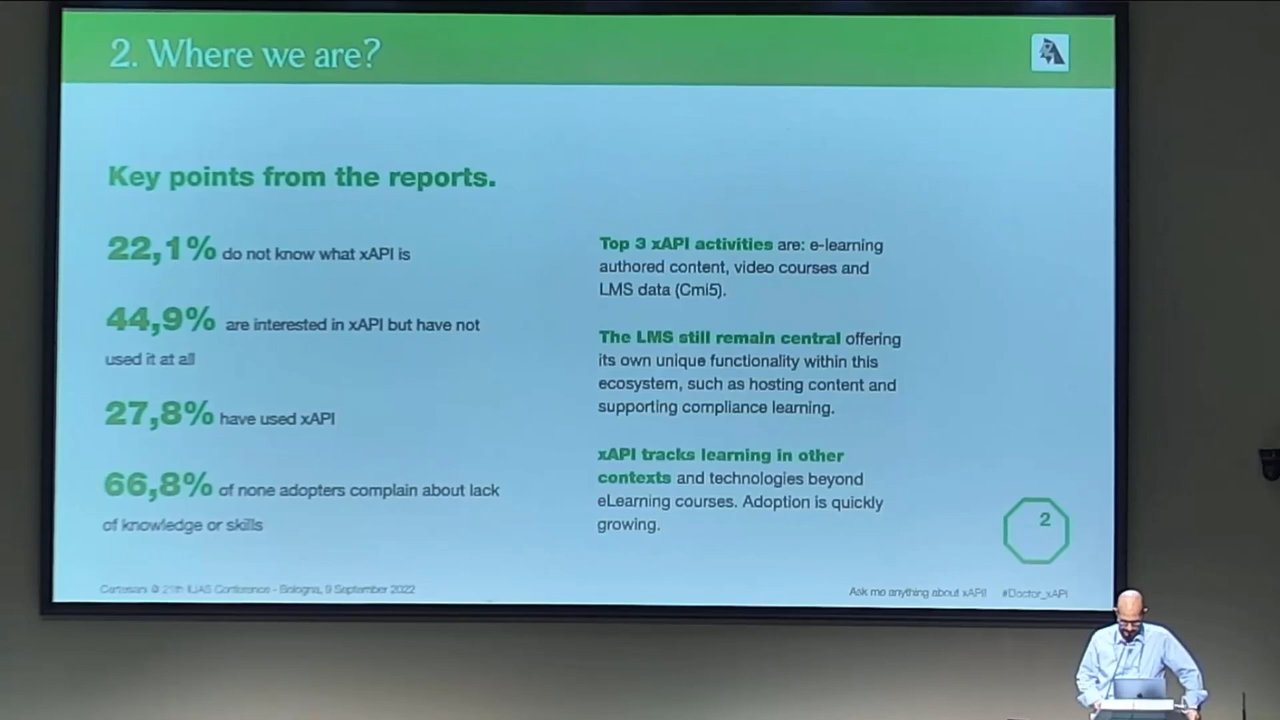 2. Where we are?
Key points from the reports.
22,1% do not know what xAPI is
44,9% are interested in xAPI but have not
used it at all
27,8% have used xAPI
66,8% of none adopters complain about lack
of knowledge or skills
Top 3 xAPI activities are: e-learning
authored content, video courses and
LMS data (Cmi5).
The LMS still remain central offering
its own unique functionality within this
ecosystem, such as hosting content and
supporting compliance learning.
xAPI tracks learning in other
contexts and technologies beyond
eLearning courses. Adoption is quickly
growing.
2
Conference - Bologna, 9 September 2022
Ask me anything about xAPI! #Doctor_xAPI